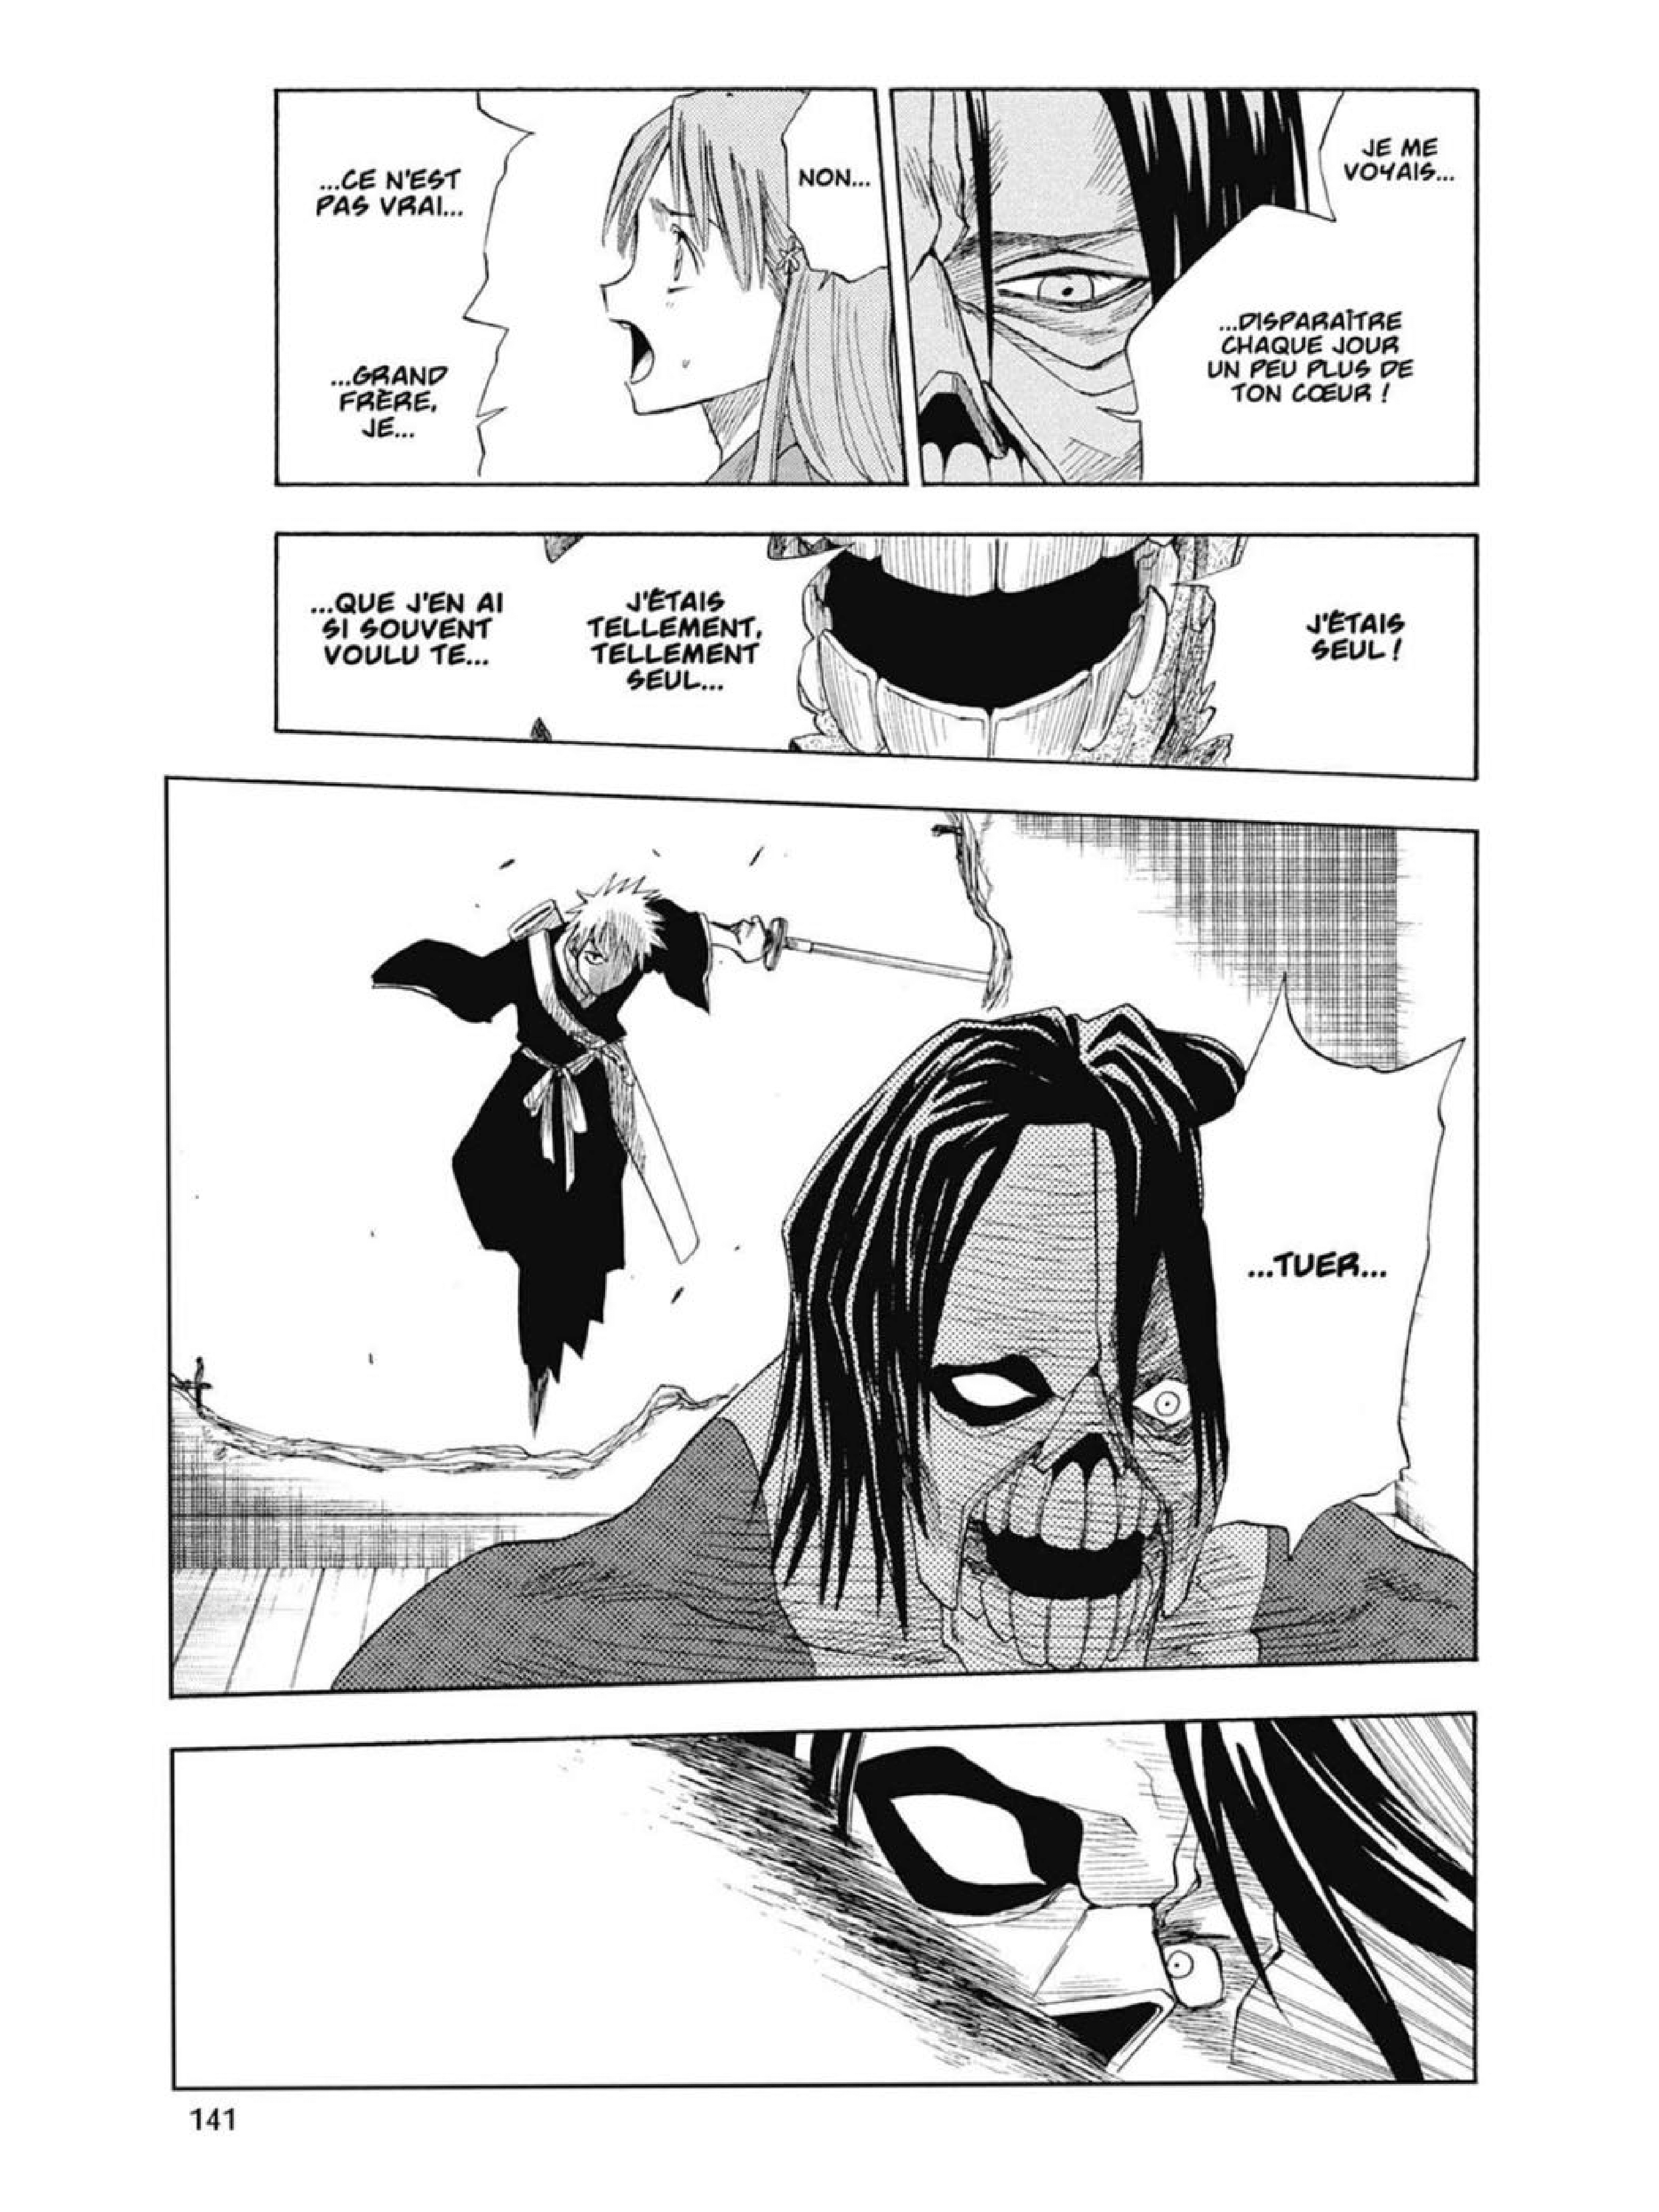 JE ME
VOYAIS...
...DISPARAÎTRE
CHAQUE JOUR
UN PEU PLUS DE
TON CŒUR !
NON...
...CE N'EST
PAS VRAI...
...GRAND
FRÈRE,
JE...
J'ÉTAIS
SEUL !
J'ÉTAIS
TELLEMENT,
TELLEMENT
SEUL...
...QUE J'EN AI
SI SOUVENT
VOULU TE...
...TUER...
141